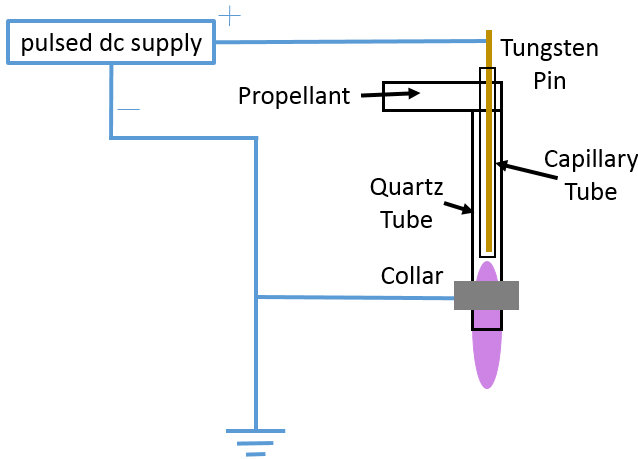 +
pulsed dc supply
Tungsten
Pin
Propellant
—
Capillary
Tube
Quartz
Tube
Collar